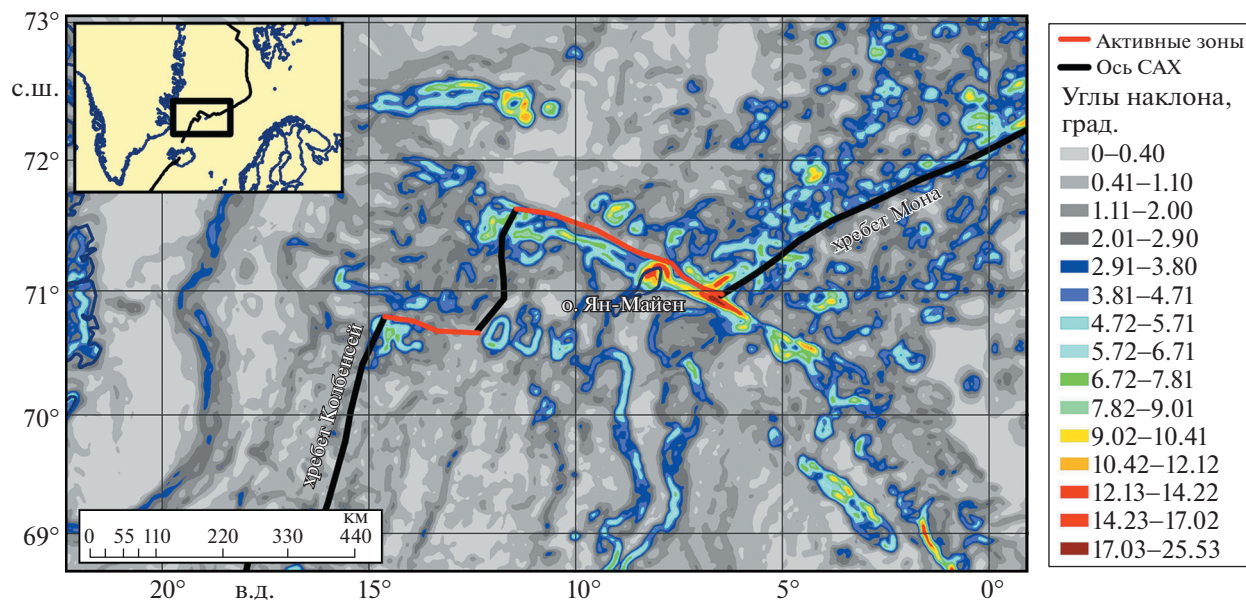 73°
с.ш.
72°
71°
70°
69°
хребет Мона
о. Ян-Майен
хребет Колбенсей
км
0 55 110 220 330 440
20° в.д. 15° 10° 5° 0°
Активные зоны
Ось САХ
Углы наклона,
град.
0–0.40
0.41–1.10
1.11–2.00
2.01–2.90
2.91–3.80
3.81–4.71
4.72–5.71
5.72–6.71
6.72–7.81
7.82–9.01
9.02–10.41
10.42–12.12
12.13–14.22
14.23–17.02
17.03–25.53